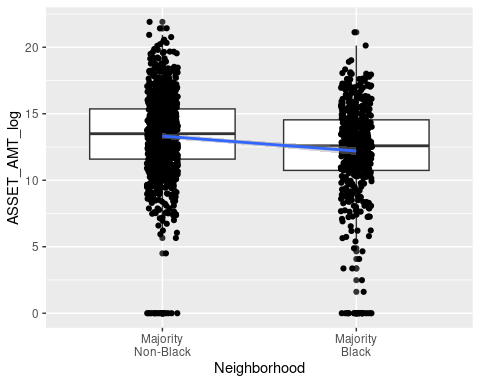 ASSET_AMT_log
20
15
10
5
0
Majority
Non-Black
Majority
Black
Neighborhood